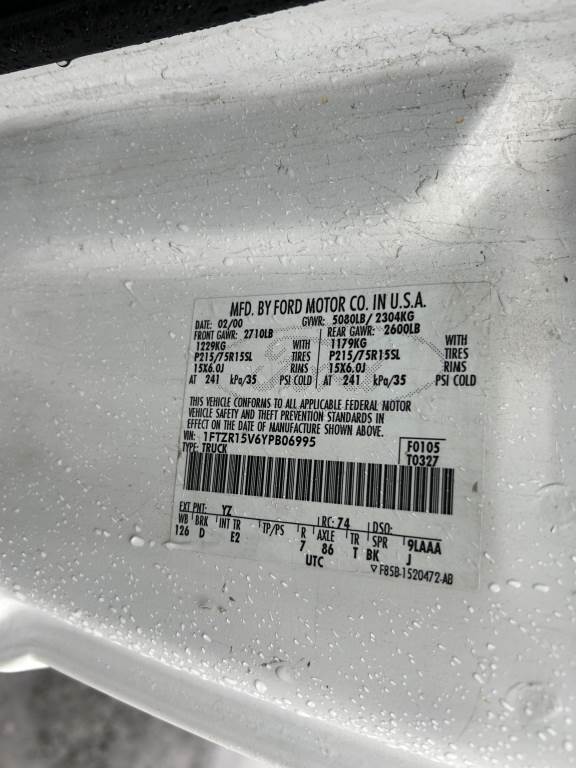 MFD. BY FORD MOTOR CO. IN U.S.A.
DATE: 02/00 GVWR: 5080LB/ 2304KG
FRONT GAWR: 2710LB REAR GAWR: 2600LB
1229KG WITH 1179KG WITH
P215/75R15SL TIRES P215/75R15SL TIRES
15X6.0J RIMS 15X6.0J RIMS
AT 241 kPa/35 PSI COLD AT 241 kPa/35 PSI COLD
THIS VEHICLE CONFORMS TO ALL APPLICABLE FEDERAL MOTOR
VEHICLE SAFETY AND THEFT PREVENTION STANDARDS IN
EFFECT ON THE DATE OF MANUFACTURE SHOWN ABOVE.
VIN: 1FTZR15V6YPB06995 F0105
TYPE: TRUCK T0327
EXT PNT: YZ RC: 74 DSO:
WB BRK INT TR TP/PS R AXLE TR SPR 9LAAA
126 D E2 7 86 T BK J
UTC ▽ F85B-1520472-AB